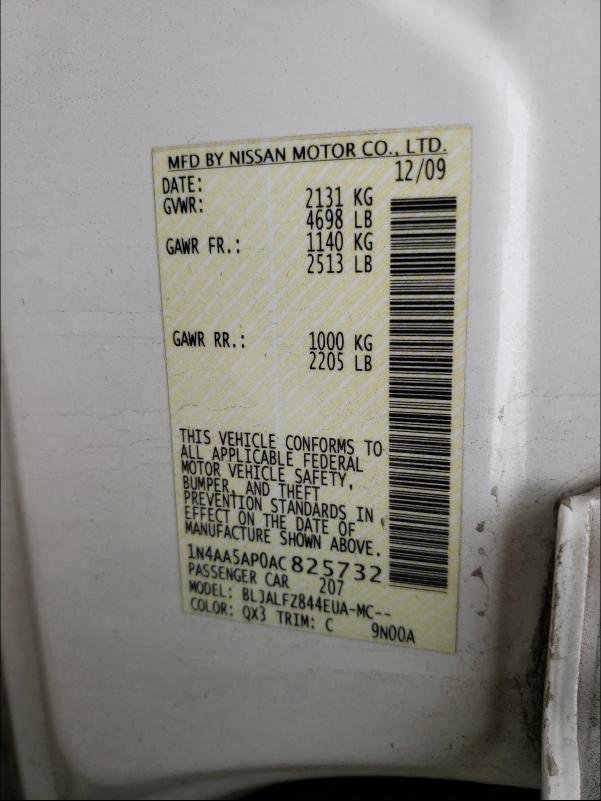 MFD BY NISSAN MOTOR CO., LTD.
DATE: 12/09
GVWR: 2131 KG
4698 LB
GAWR FR.: 1140 KG
2513 LB
GAWR RR.: 1000 KG
2205 LB
THIS VEHICLE CONFORMS TO
ALL APPLICABLE FEDERAL
MOTOR VEHICLE SAFETY,
BUMPER, AND THEFT
PREVENTION STANDARDS IN
EFFECT ON THE DATE OF
MANUFACTURE SHOWN ABOVE.
1N4AA5AP0AC825732
PASSENGER CAR 207
MODEL: BLJALFZ844EUA-MC--
COLOR: QX3 TRIM: C 9N00A